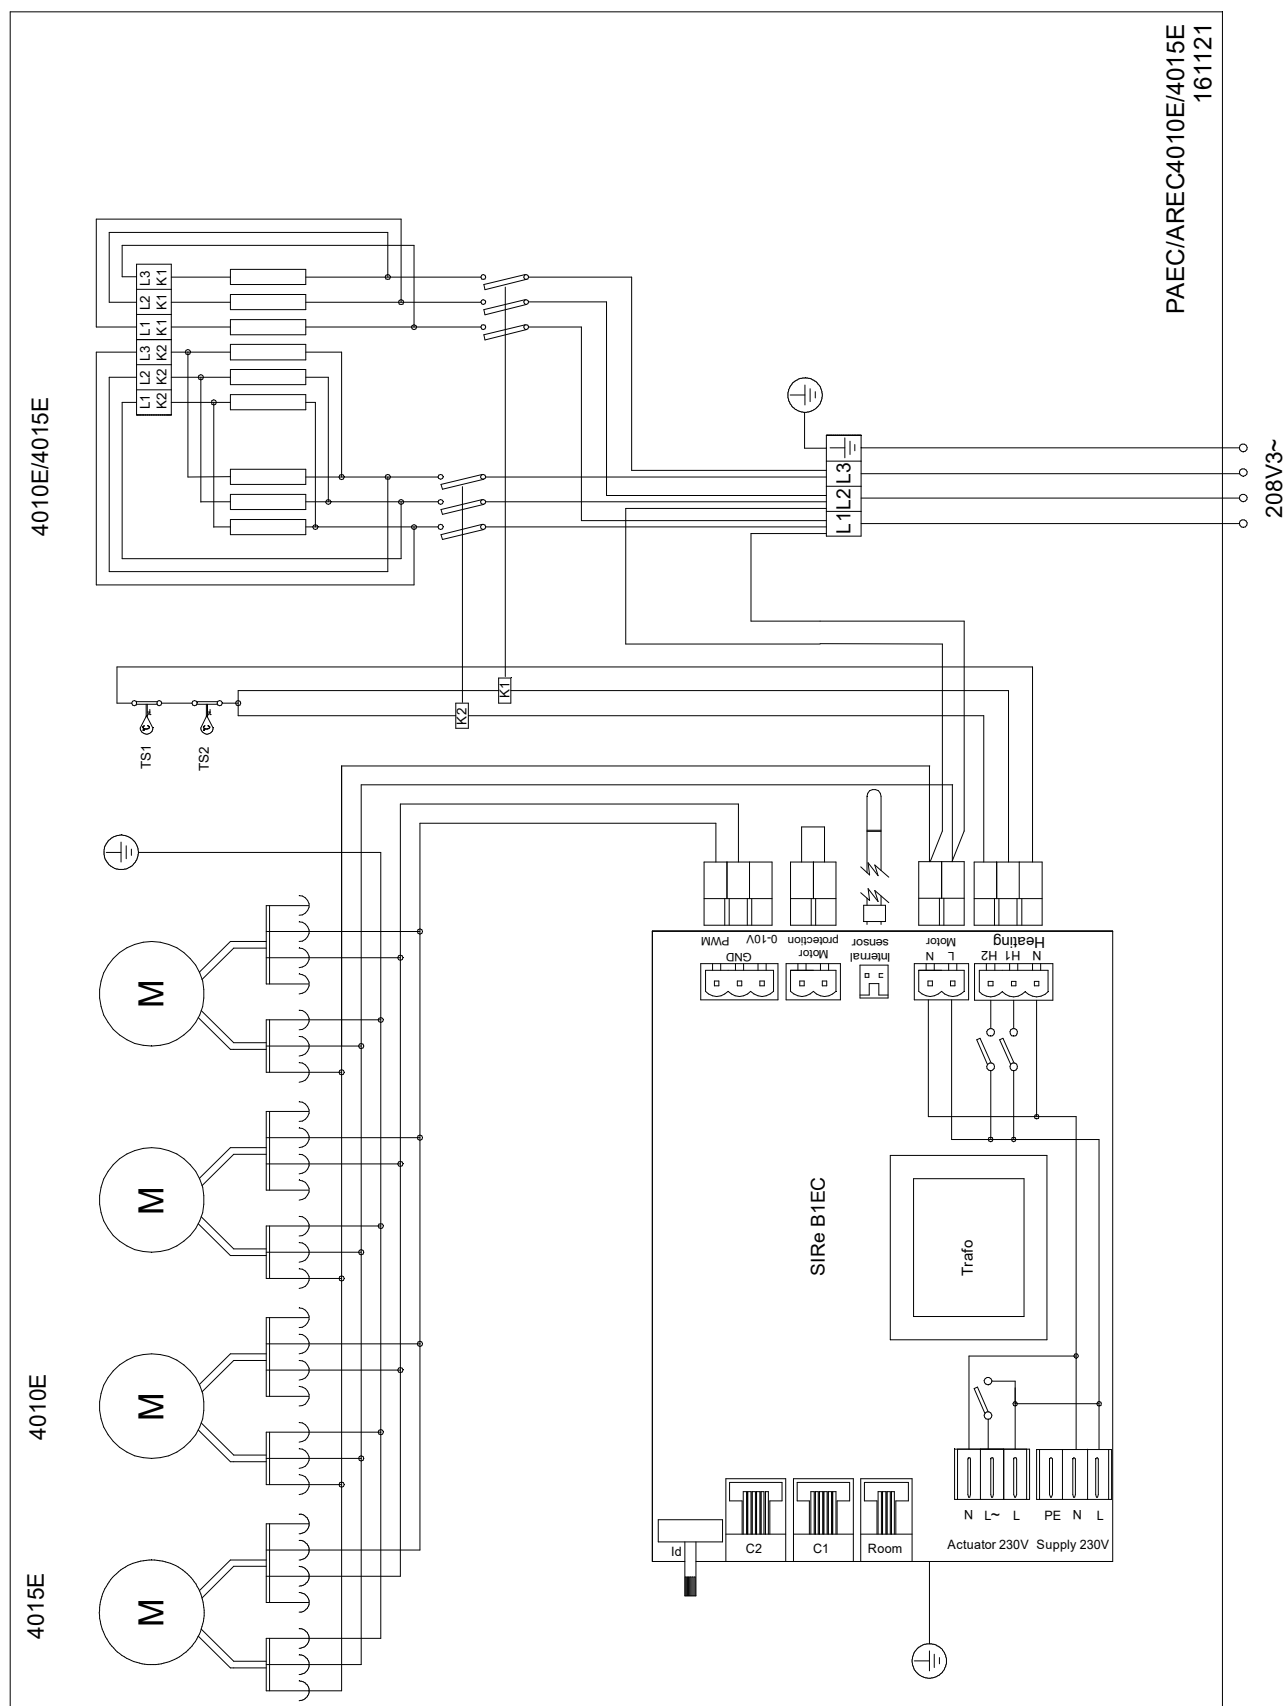 PAEC/AREC4010E/4015E
161121
4010E/4015E
L1 L2 L3 L1 L2 L3
K2 K2 K2 K1 K1 K1
L1 L2 L3
208V3~
TS1
TS2
K2
K1
4015E
4010E
M
M
M
M
PWM
GND
0-10V
Motor
protection
Internal
sensor
Motor
N L
Heating
H2 H1 N
SIRe B1EC
Trafo
Id
C2
C1
Room
N L~ L
Actuator 230V
PE N L
Supply 230V